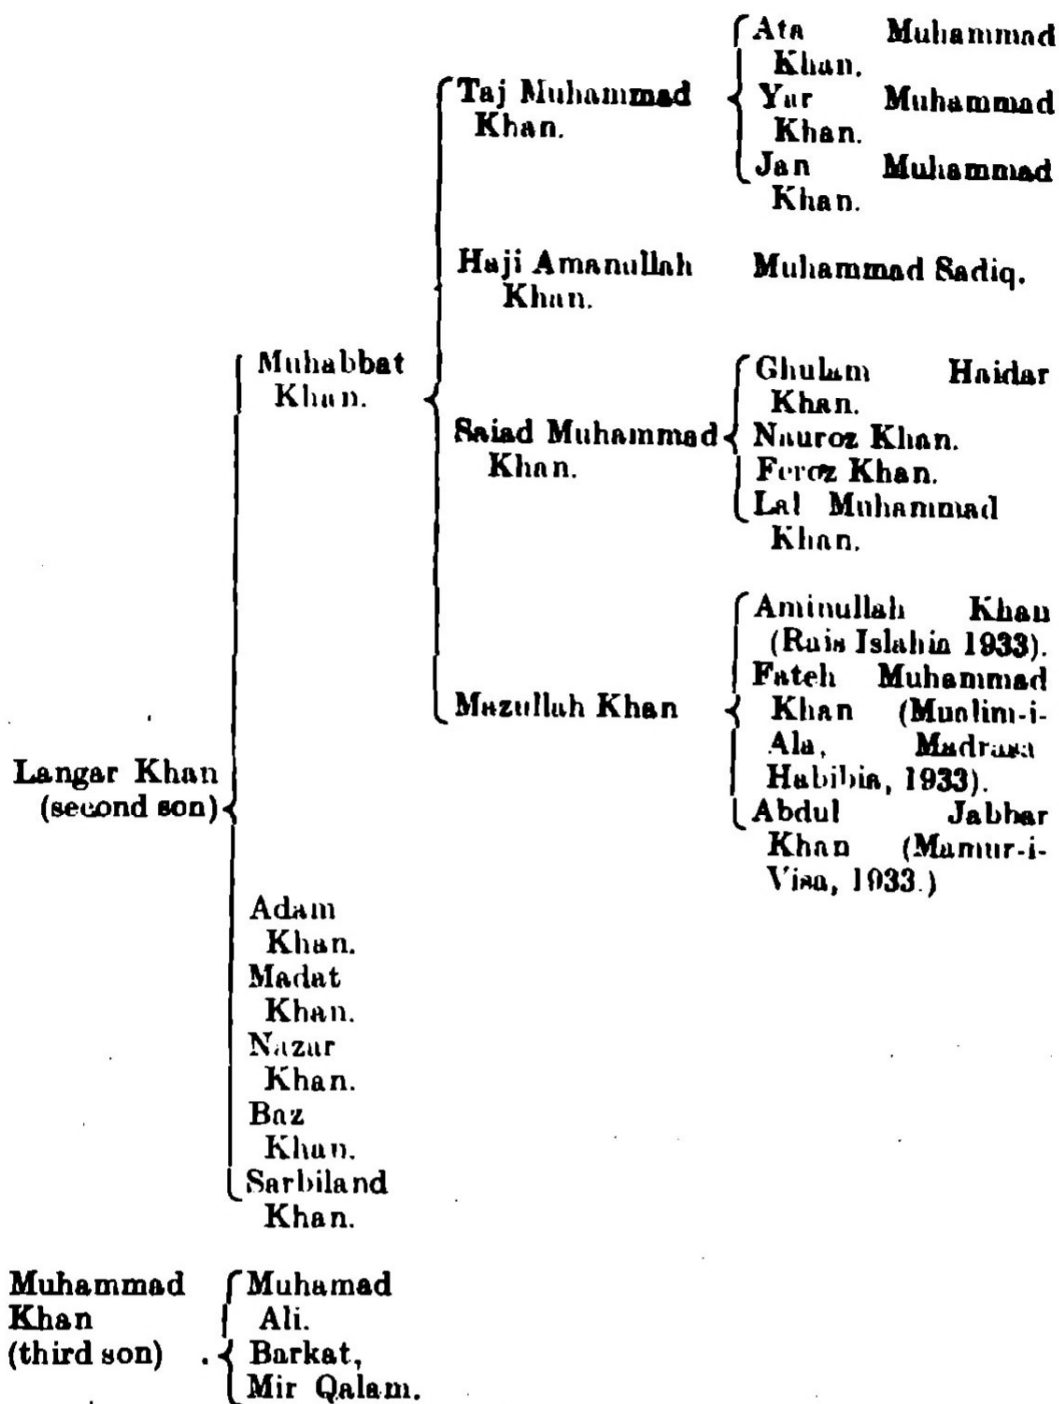 Ata Muhammad
Khan.
Taj Muhammad
Khan.
Yar Muhammad
Khan.
Jan Muhammad
Khan.
Haji Amanullah
Khan.
Muhammad Sadiq.
Muhabbat
Khan.
Saiad Muhammad
Khan.
Ghulam Haidar
Khan.
Nauroz Khan.
Feroz Khan.
Lal Muhammad
Khan.
Mazullah Khan
Aminullah Khan
(Rais Islahia 1933).
Fateh Muhammad
Khan (Mualim-i-
Ala, Madrasa
Habibia, 1933).
Abdul Jabbar
Khan (Mamur-i-
Visa, 1933.)
Langar Khan
(second son)
Adam
Khan.
Madat
Khan.
Nazar
Khan.
Baz
Khan.
Sarbiland
Khan.
Muhammad
Khan
(third son) .
Muhamad
Ali.
Barkat,
Mir Qalam.